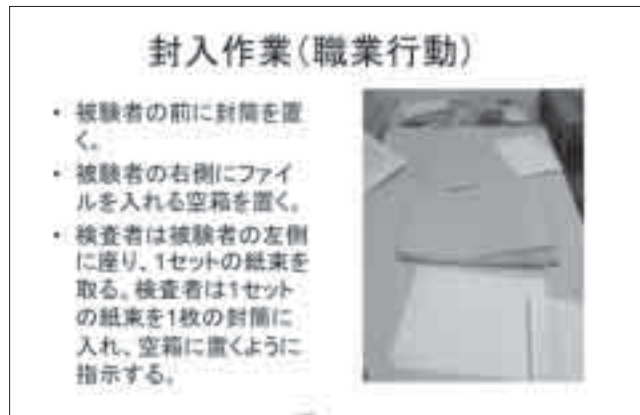 封入作業(職業行動)
• 被験者の前に封筒を置
く。
• 被験者の右側にファイ
ルを入れる空箱を置く。
• 検査者は被験者の左側
に座り、1セットの紙束を
取る。検査者は1セット
の紙束を1枚の封筒に
入れ、空箱に置くように
指示する。